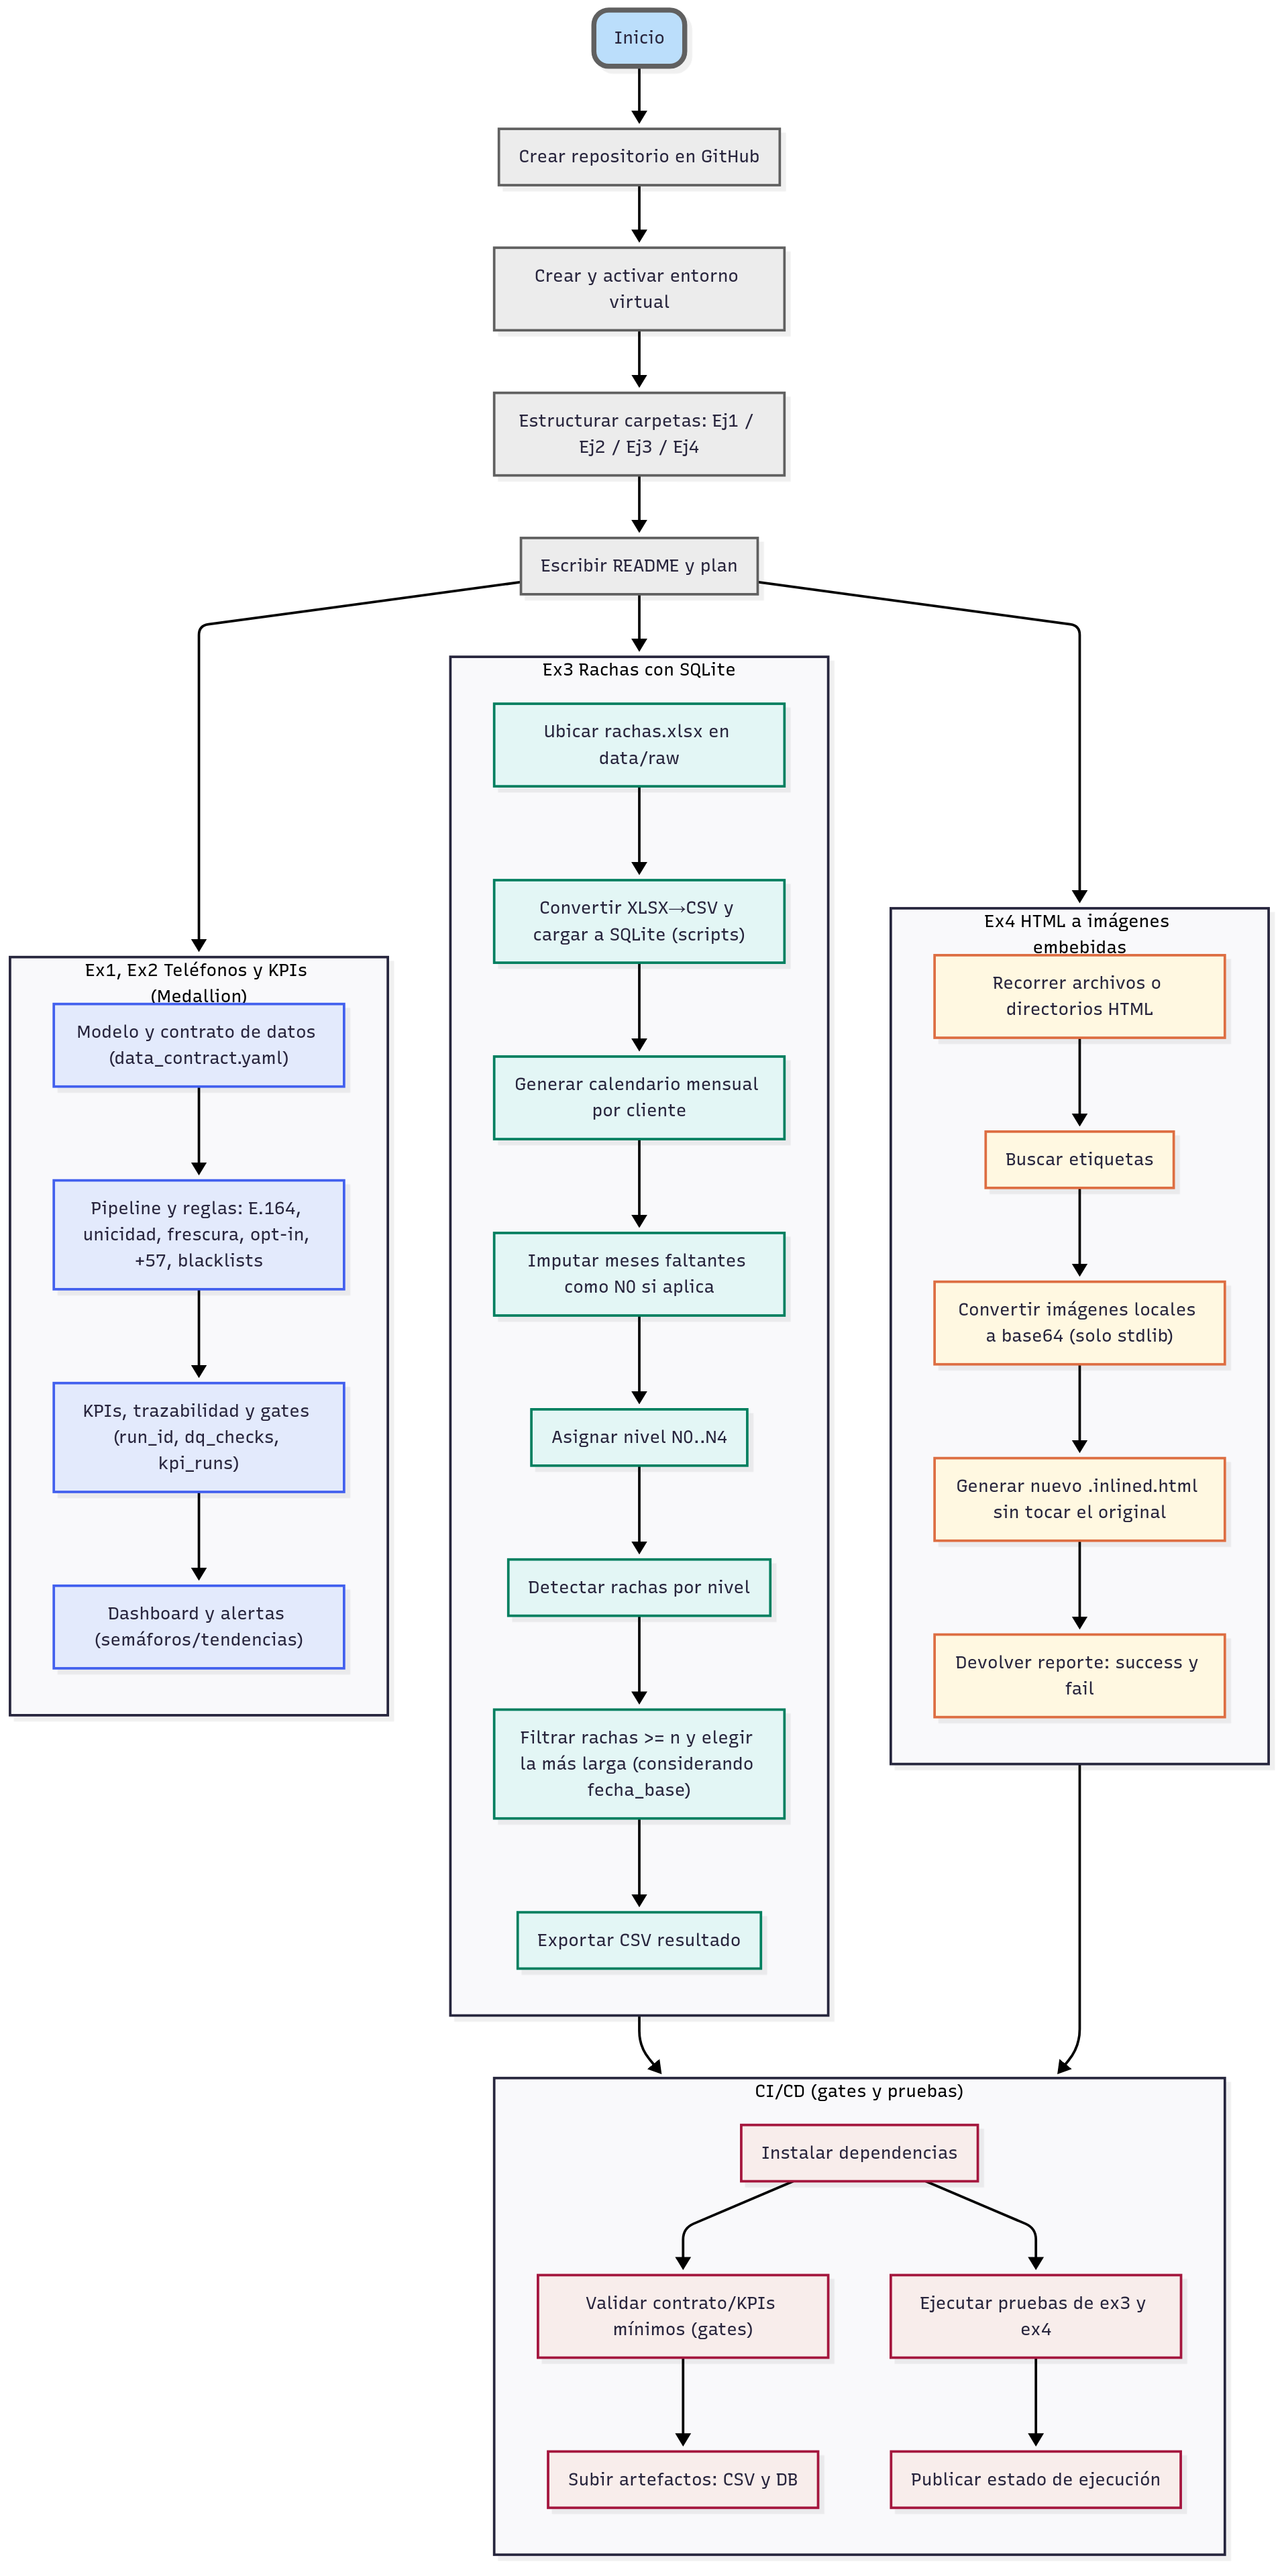 Inicio
Crear repositorio en GitHub
Crear y activar entorno
virtual
Estructurar carpetas: Ej1 /
Ej2 / Ej3 / Ej4
Escribir README y plan
Ex1, Ex2 Teléfonos y KPIs
(Medallion)
Modelo y contrato de datos
(data_contract.yaml)
Pipeline y reglas: E.164,
unicidad, frescura, opt-in,
+57, blacklists
KPIs, trazabilidad y gates
(run_id, dq_checks,
kpi_runs)
Dashboard y alertas
(semáforos/tendencias)
Ex3 Rachas con SQLite
Ubicar rachas.xlsx en
data/raw
Convertir XLSX→CSV y
cargar a SQLite (scripts)
Generar calendario mensual
por cliente
Imputar meses faltantes
como N0 si aplica
Asignar nivel N0..N4
Detectar rachas por nivel
Filtrar rachas >= n y elegir
la más larga (considerando
fecha_base)
Exportar CSV resultado
Ex4 HTML a imágenes
embebidas
Recorrer archivos o
directorios HTML
Buscar etiquetas
Convertir imágenes locales
a base64 (solo stdlib)
Generar nuevo .inlined.html
sin tocar el original
Devolver reporte: success y
fail
CI/CD (gates y pruebas)
Instalar dependencias
Validar contrato/KPIs
mínimos (gates)
Subir artefactos: CSV y DB
Ejecutar pruebas de ex3 y
ex4
Publicar estado de ejecución